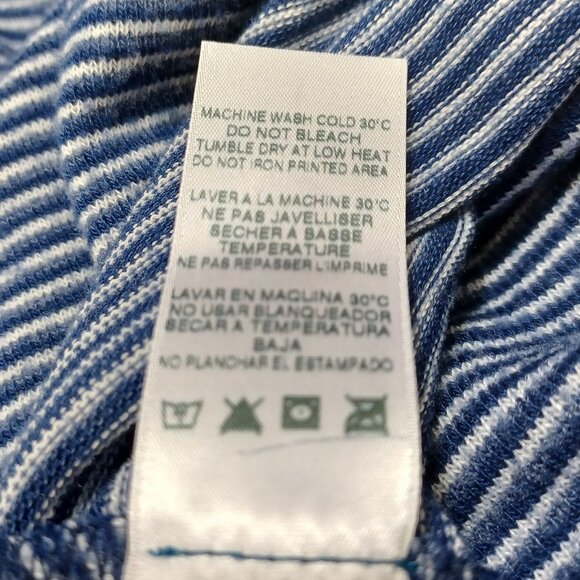 MACHINE WASH COLD 30°C
DO NOT BLEACH
TUMBLE DRY AT LOW HEAT
DO NOT IRON PRINTED AREA
LAVER A LA MACHINE 30°C
NE PAS JAVELLISER
SECHER A BASSE
TEMPERATURE
NE PAS REPASSER L'IMPRIME
LAVAR EN MAQUINA 30°C
NO USAR BLANQUEADOR
SECAR A TEMPERATURA
BAJA
NO PLANCHAR EL ESTAMPADO